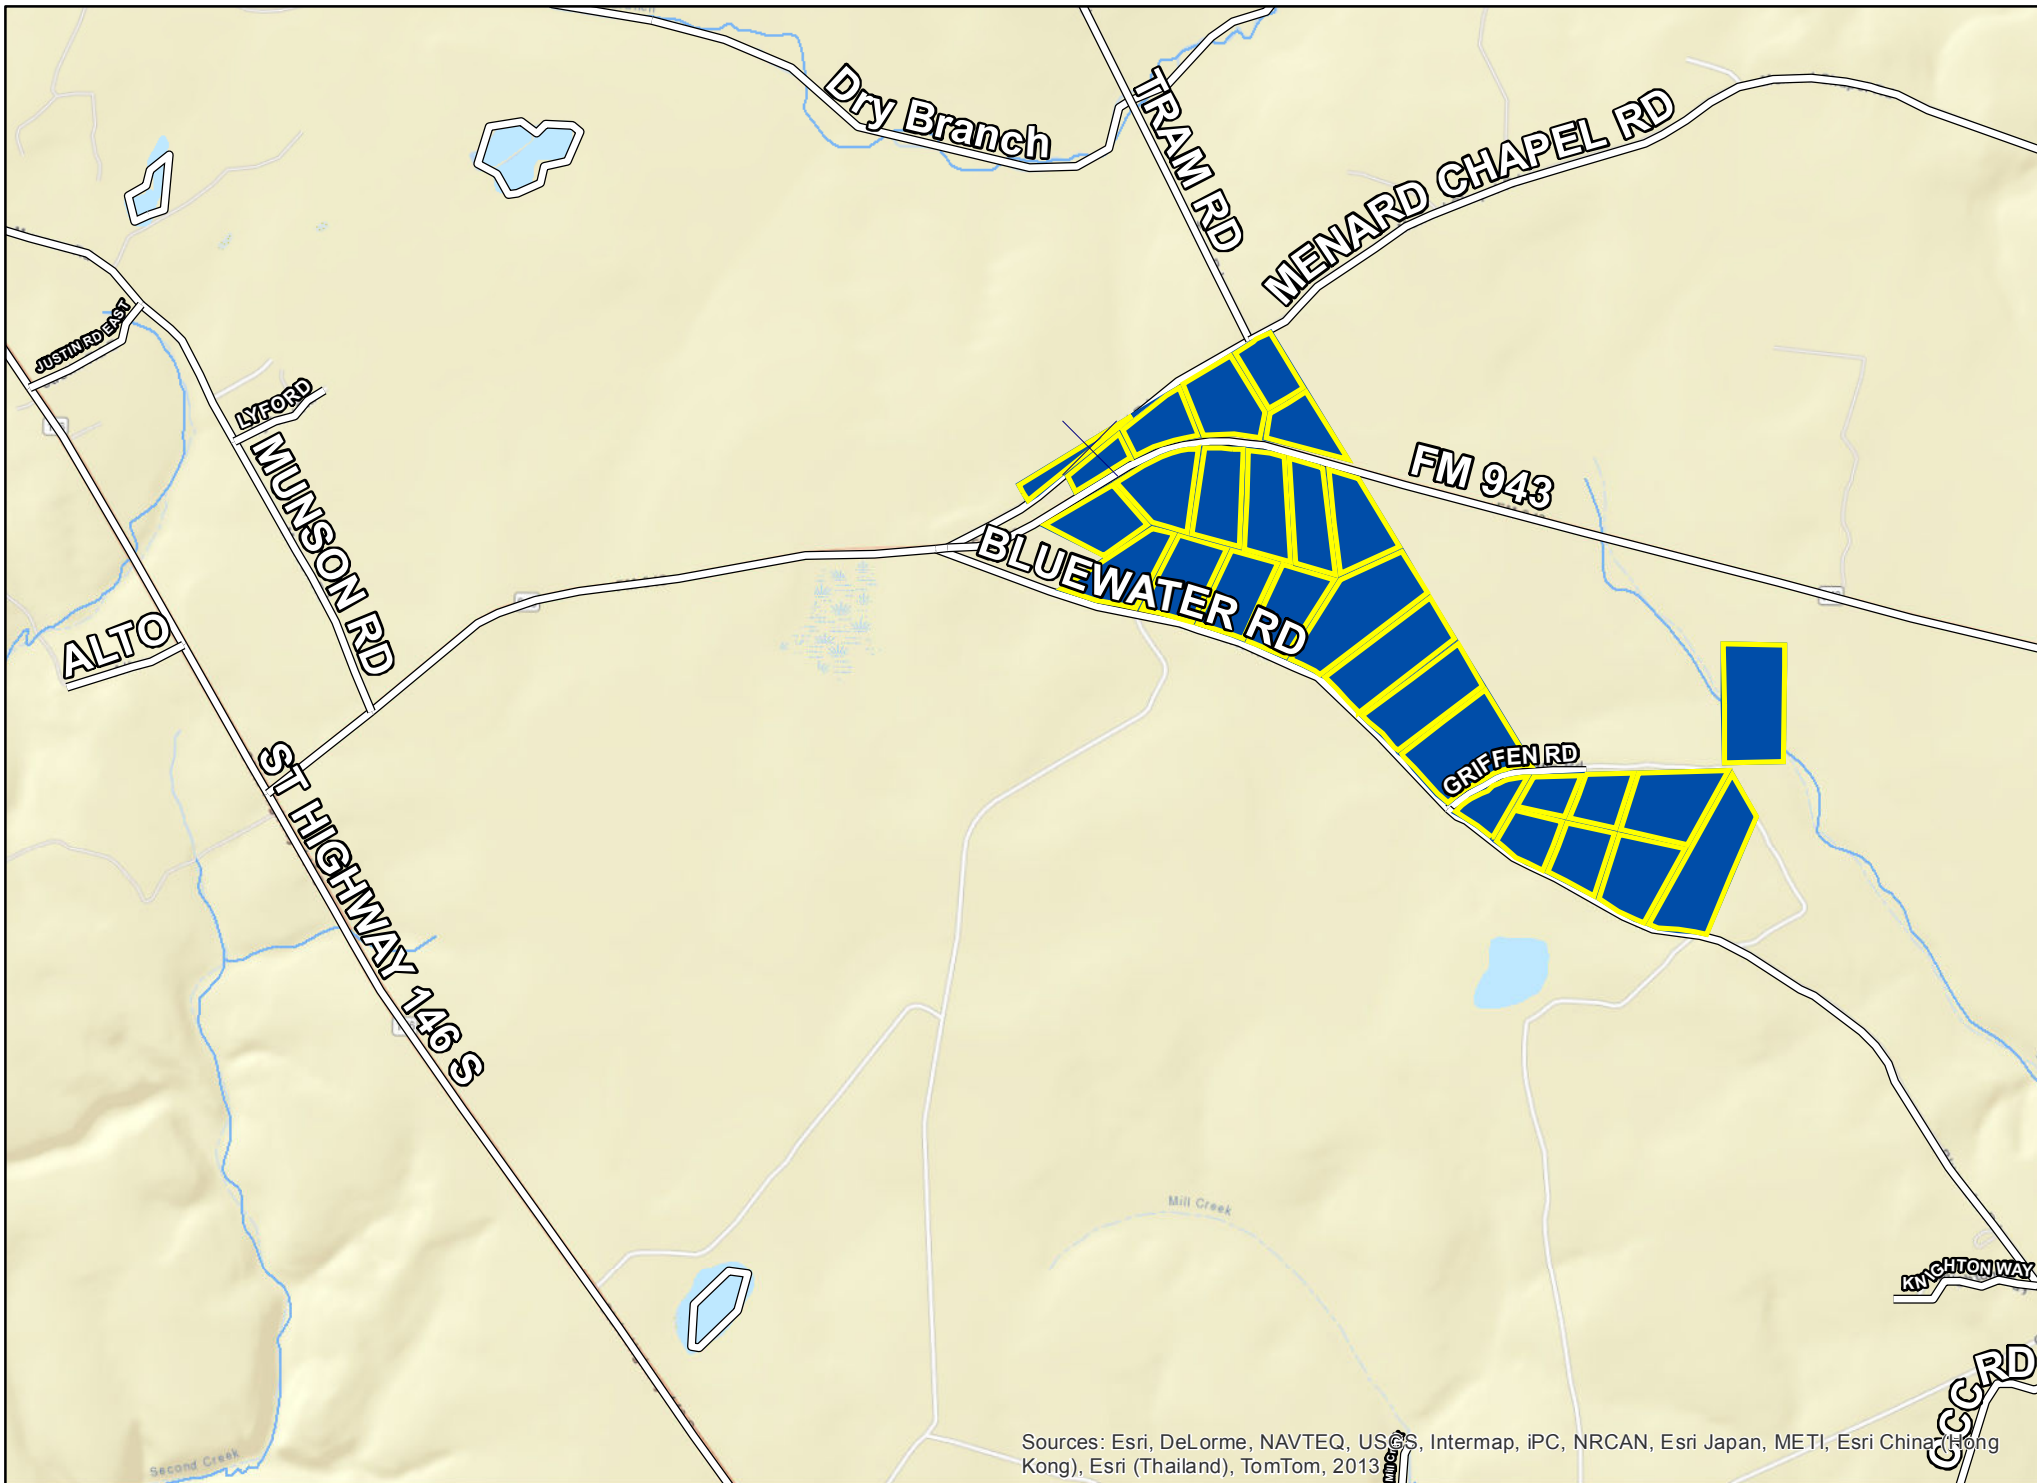 Dry Branch
TRAM RD
MENARD CHAPEL RD
JUSTIN RD EAST
LYFORD
MUNSON RD
FM 943
BLUEWATER RD
ALTO
GRIFFEN RD
ST HIGHWAY 146 S
Mill Creek
KNIGHTON WAY
CCC RD
Second Creek
Mill Creek
Sources: Esri, DeLorme, NAVTEQ, USGS, Intermap, iPC, NRCAN, Esri Japan, METI, Esri China (Hong
Kong), Esri (Thailand), TomTom, 2013